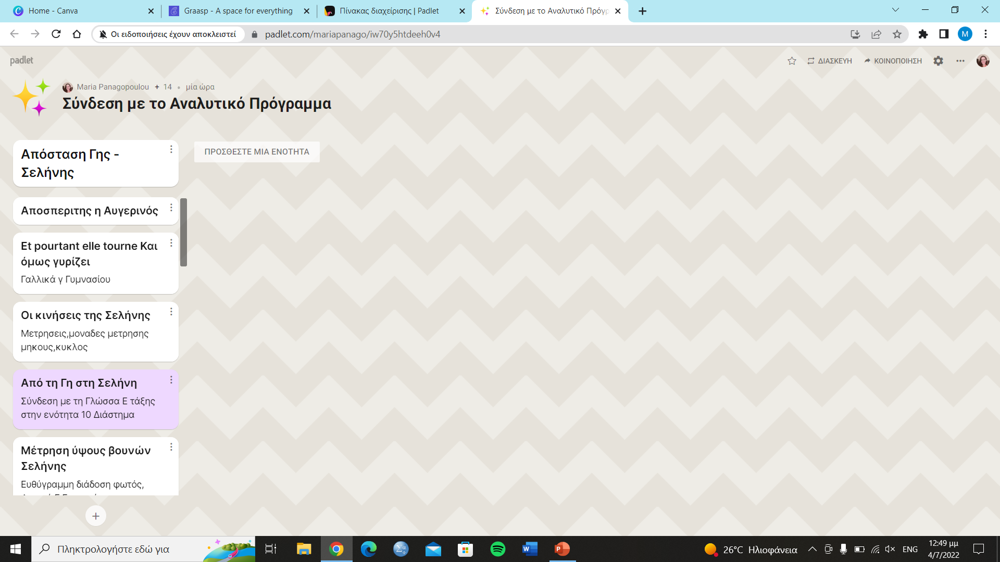 Home - Canva
Graasp - A space for everything
Πίνακας διαχείρισης | Padlet
Σύνδεση με το Αναλυτικό Πρόγρ
Οι ειδοποιήσεις έχουν αποκλειστεί
padlet.com/mariapanago/iw70y5htdeeh0v4
M
padlet
ΔΙΑΣΚΕΥΗ
ΚΟΙΝΟΠΟΙΗΣΗ
Maria Panagopoulou + 14 • μία ώρα
Σύνδεση με το Αναλυτικό Πρόγραμμα
Απόσταση Γης -
Σελήνης
ΠΡΟΣΘΕΣΤΕ ΜΙΑ ΕΝΟΤΗΤΑ
Αποσπεριτης η Αυγερινός
Et pourtant elle tourne Και
όμως γυρίζει
Γαλλικά γ Γυμνασίου
Οι κινήσεις της Σελήνης
Μετρησεις,μοναδες μετρησης
μηκους,κυκλος
Από τη Γη στη Σελήνη
Σύνδεση με τη Γλώσσα Ε τάξης
στην ενότητα 10 Διάστημα
Μέτρηση ύψους βουνών
Σελήνης
Ευθύγραμμη διάδοση φωτός,
Πληκτρολογήστε εδώ για
26°C Ηλιοφάνεια
ENG
12:49 μμ
4/7/2022